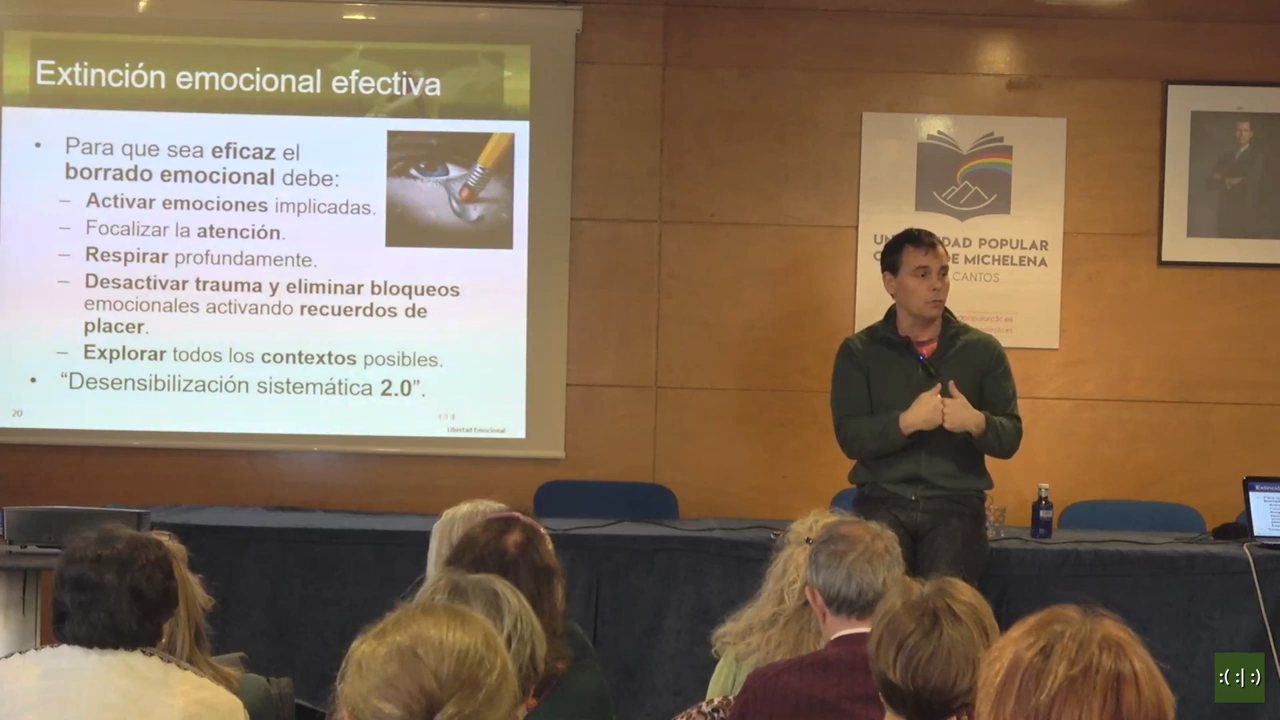 Extinción emocional efectiva
• Para que sea eficaz el
borrado emocional debe:
– Activar emociones implicadas.
– Focalizar la atención.
– Respirar profundamente.
– Desactivar trauma y eliminar bloqueos
emocionales activando recuerdos de
placer.
– Explorar todos los contextos posibles.
• “Desensibilización sistemática 2.0”.
20
Libertad Emocional
POPULAR
DE MICHELENA
CANTOS
:( :| :)